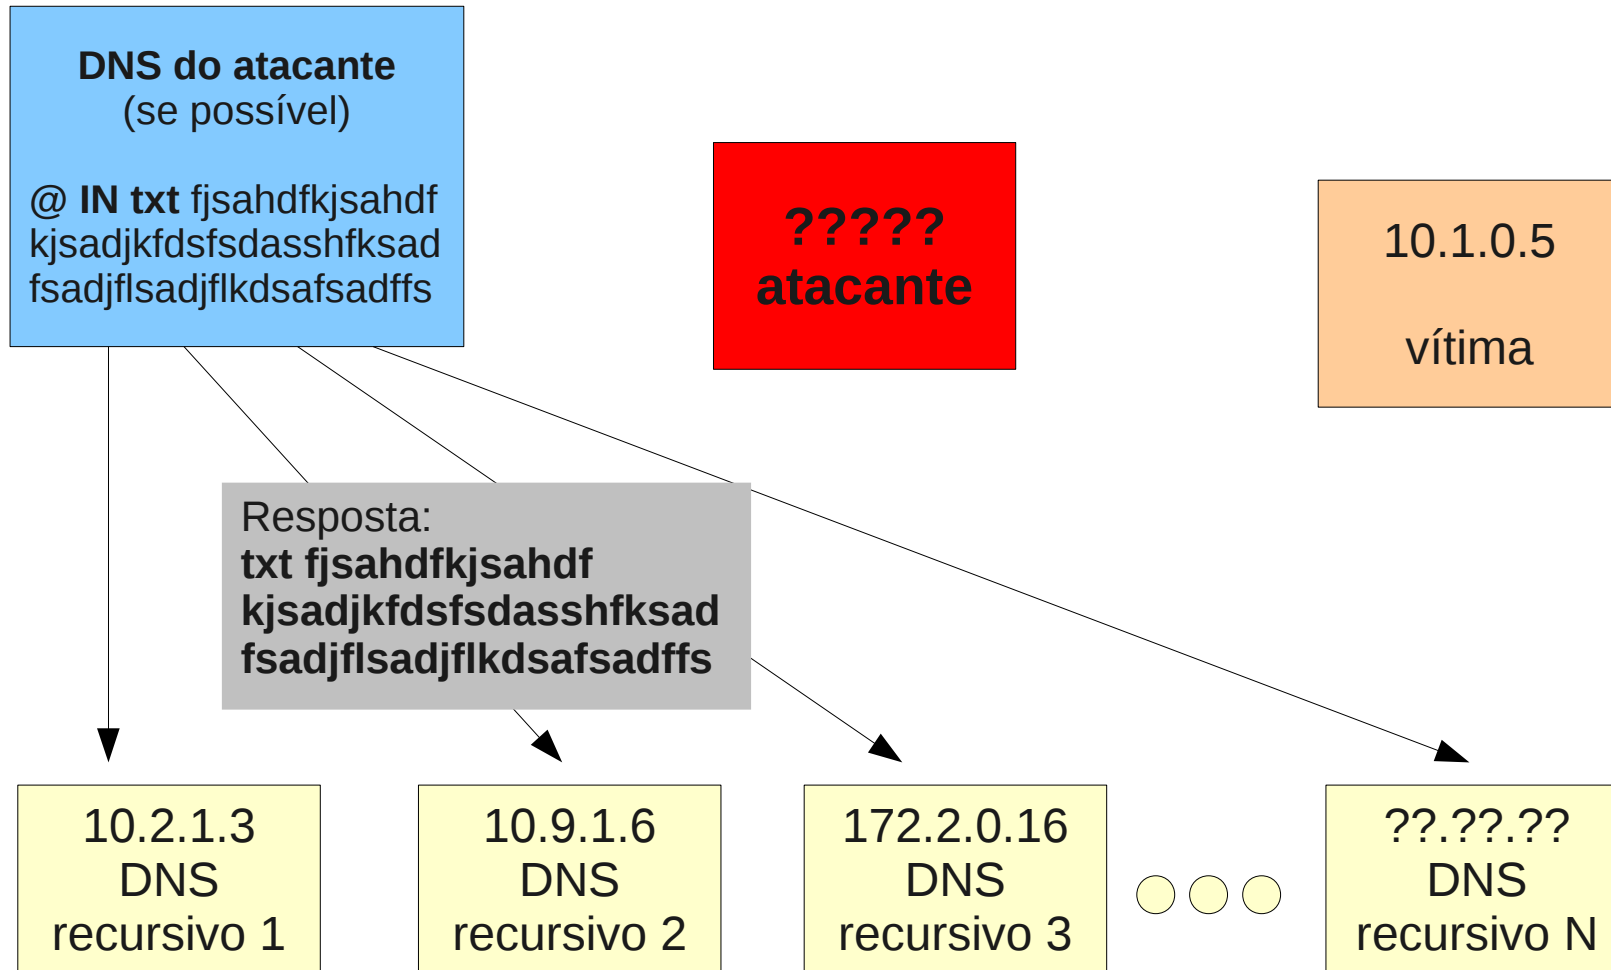 DNS do atacante
(se possível)
@ IN txt fjsahdfkjsahdf
kjsadjkfdsfsdasshfksad
fsadjflsadjflkdsafsadffs
?????
atacante
10.1.0.5
vítima
Resposta:
txt fjsahdfkjsahdf
kjsadjkfdsfsdasshfksad
fsadjflsadjflkdsafsadffs
10.2.1.3
DNS
recursivo 1
10.9.1.6
DNS
recursivo 2
172.2.0.16
DNS
recursivo 3
??.??.??
DNS
recursivo N